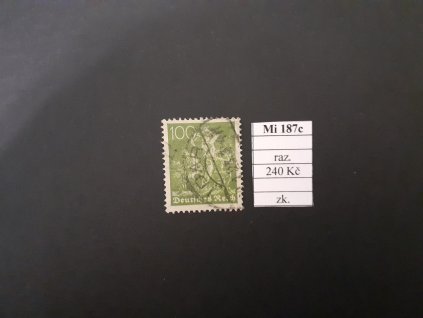 100
Deutsches Reich
Mi 187c
raz.
240 Kč
zk.